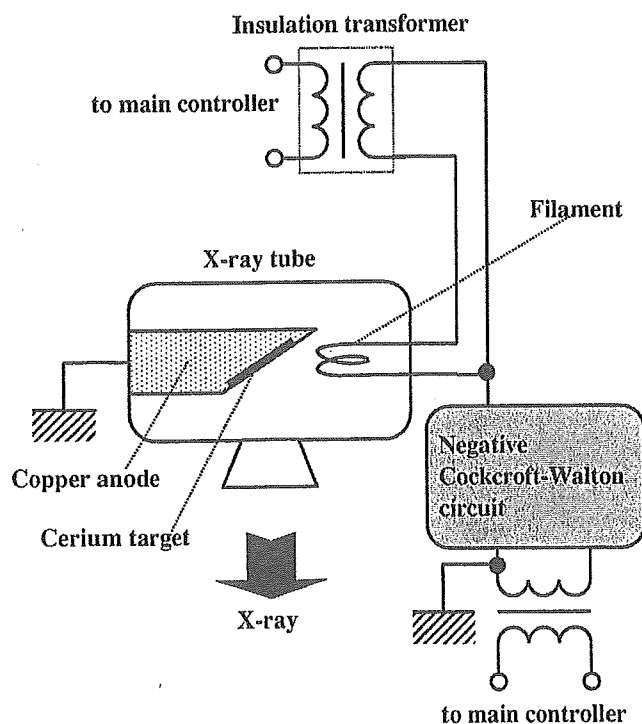 Insulation transformer
to main controller
Filament
X-ray tube
Copper anode
Cerium target
X-ray
Negative
Cockcroft-Walton
circuit
to main controller